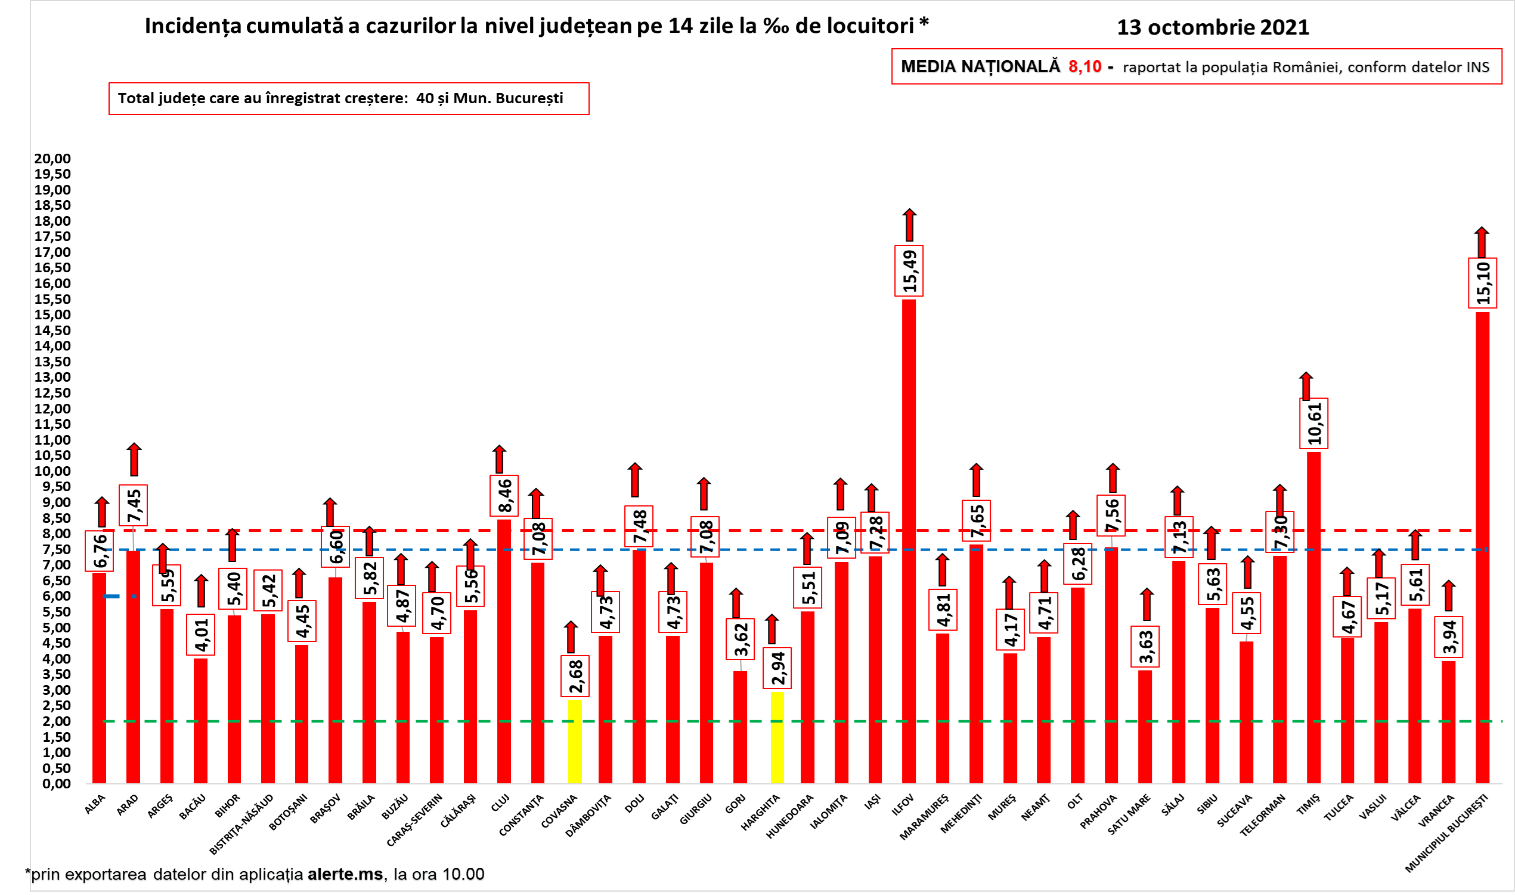 Incidența cumulată a cazurilor la nivel județean pe 14 zile la ‰ de locuitori *
13 octombrie 2021
MEDIA NAȚIONALĂ 8,10 - raportat la populația României, conform datelor INS
Total județe care au înregistrat creștere: 40 și Mun. București
20,00
19,50
19,00
18,50
18,00
17,50
17,00
16,50
16,00
15,50
15,00
14,50
14,00
13,50
13,00
12,50
12,00
11,50
11,00
10,50
10,00
9,50
9,00
8,50
8,00
7,50
7,00
6,50
6,00
5,50
5,00
4,50
4,00
3,50
3,00
2,50
2,00
1,50
1,00
0,50
0,00
6,76
7,45
5,59
4,01
5,40
5,42
4,45
6,60
5,82
4,87
4,70
5,56
8,46
7,08
2,68
4,73
7,48
4,73
7,08
3,62
2,94
5,51
7,09
7,28
15,49
4,81
7,65
4,17
4,71
6,28
7,56
3,63
7,13
5,63
4,55
7,30
10,61
4,67
5,17
5,61
3,94
15,10
ALBA
ARAD
ARGEȘ
BACĂU
BIHOR
BISTRIȚA-NĂSĂUD
BOTOȘANI
BRAȘOV
BRĂILA
BUZĂU
CARAȘ-SEVERIN
CĂLĂRAȘI
CLUJ
CONSTANȚA
COVASNA
DÂMBOVIȚA
DOLJ
GALAȚI
GIURGIU
GORJ
HARGHITA
HUNEDOARA
IALOMIȚA
IAȘI
ILFOV
MARAMUREȘ
MEHEDINȚI
MUREȘ
NEAMȚ
OLT
PRAHOVA
SATU MARE
SĂLAJ
SIBIU
SUCEAVA
TELEORMAN
TIMIȘ
TULCEA
VASLUI
VÂLCEA
VRANCEA
MUNICIPIUL BUCUREȘTI
*prin exportarea datelor din aplicația alerte.ms, la ora 10.00